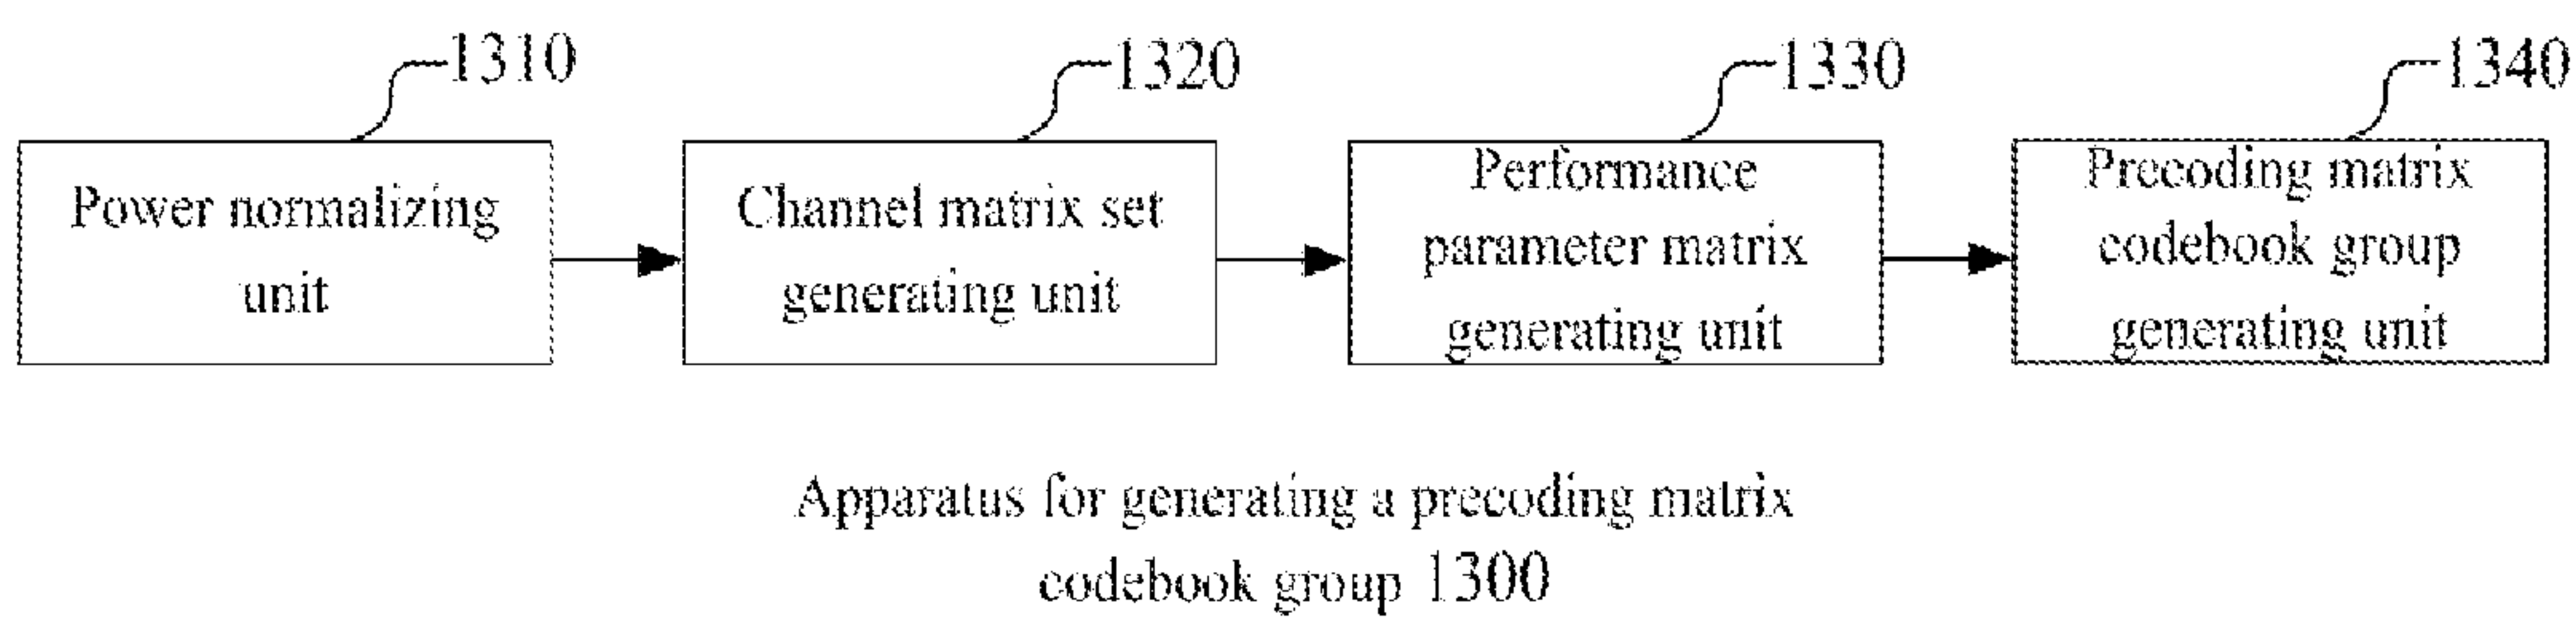 1310
1320
1330
1340
Power normalizing
unit
Channel matrix set
generating unit
Performance
parameter matrix
generating unit
Precoding matrix
codebook group
generating unit
Apparatus for generating a precoding matrix
codebook group 1300